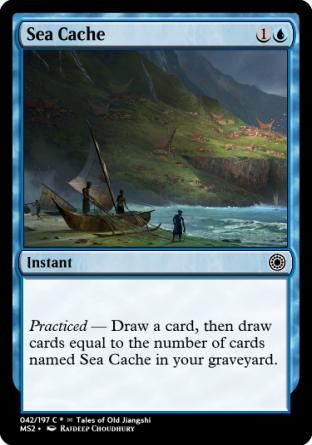 Sea Cache 1
Instant
Practiced — Draw a card, then draw
cards equal to the number of cards
named Sea Cache in your graveyard.
042/197 C * Tales of Old Jiangshi
MS2 • Rajdeep Choudhury